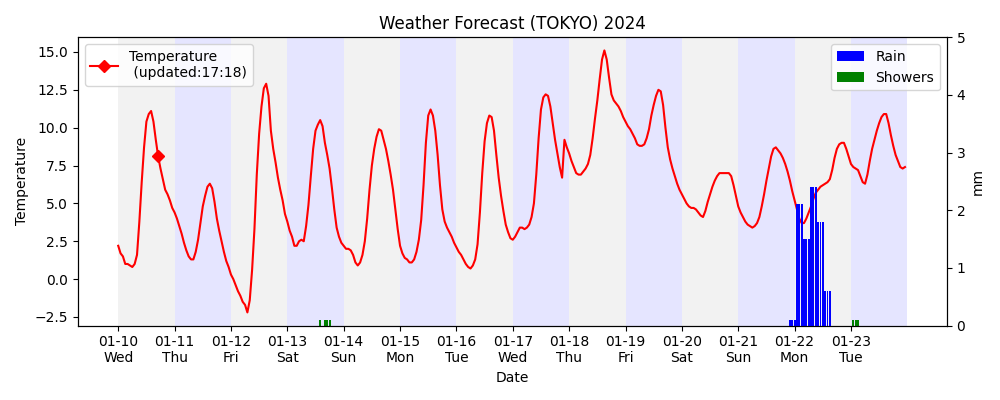 Weather Forecast (TOKYO) 2024
Temperature
(updated:17:18)
Rain
Showers
Temperature
15.0
12.5
10.0
7.5
5.0
2.5
0.0
−2.5
5
4
3
2
1
0
mm
01-10 01-11 01-12 01-13 01-14 01-15 01-16 01-17 01-18 01-19 01-20 01-21 01-22 01-23
Wed Thu Fri Sat Sun Mon Tue Wed Thu Fri Sat Sun Mon Tue
Date